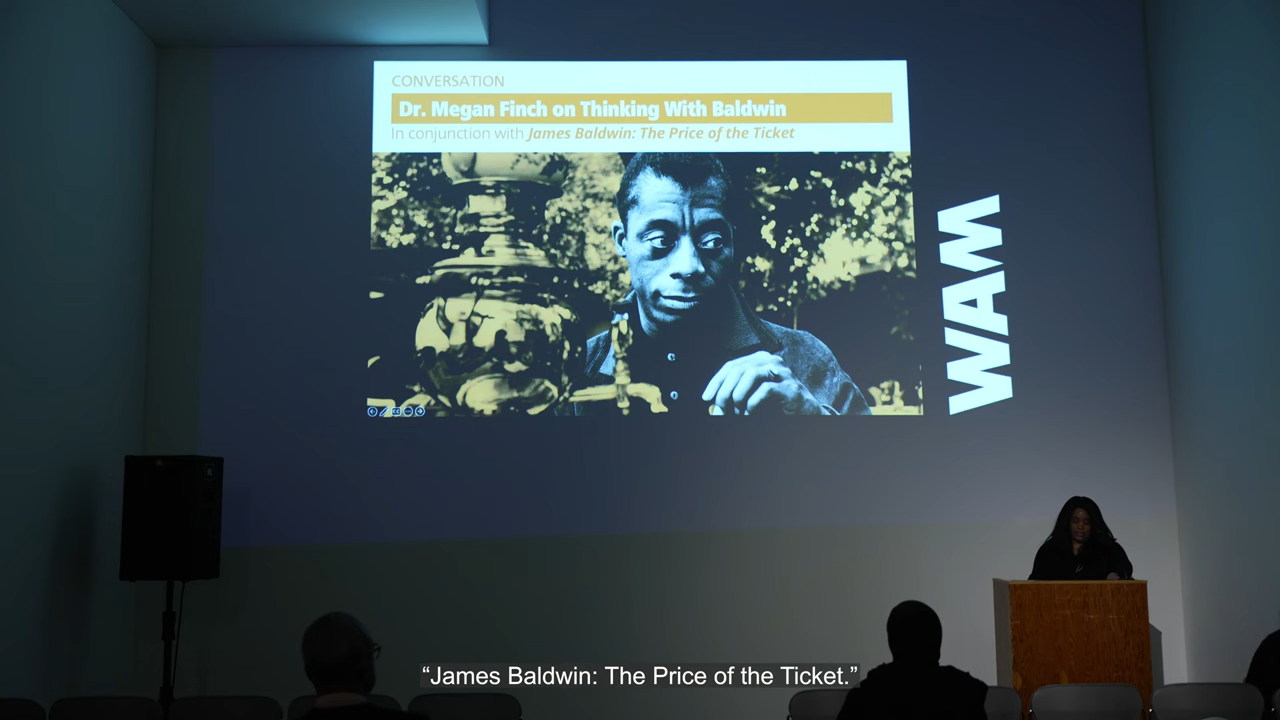 CONVERSATION
Dr. Megan Finch on Thinking With Baldwin
In conjunction with James Baldwin: The Price of the Ticket
WAM
“James Baldwin: The Price of the Ticket.”